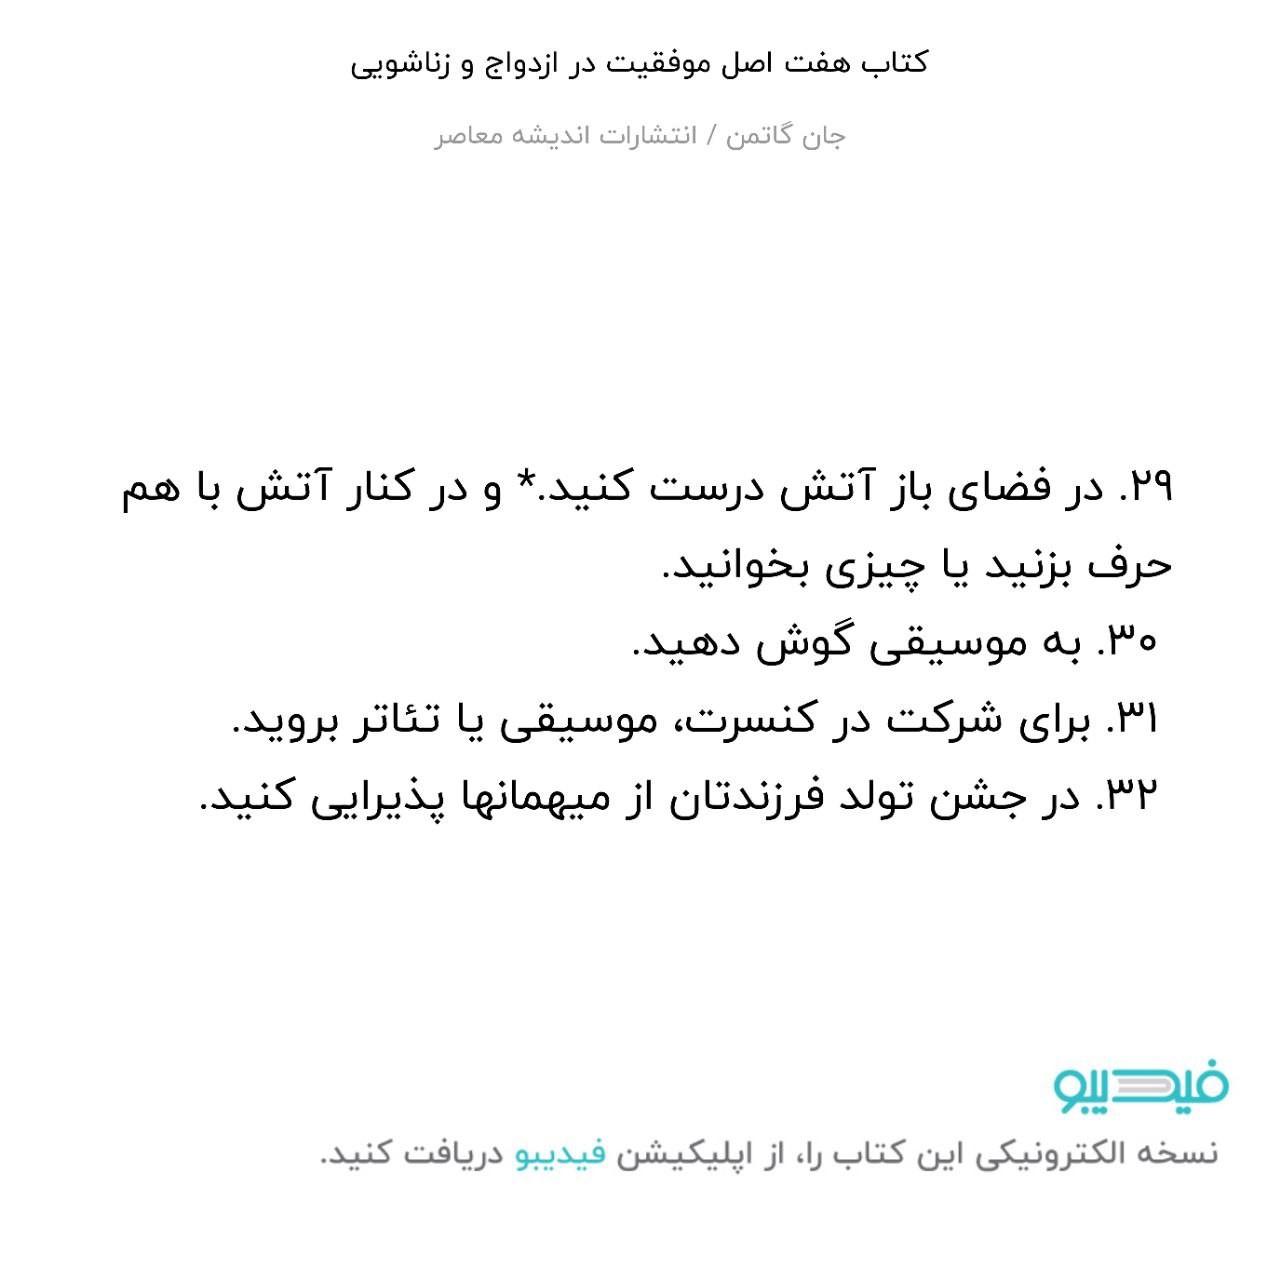 کتاب هفت اصل موفقیت در ازدواج و زناشویی
جان گاتمن / انتشارات اندیشه معاصر
۲۹. در فضای باز آتش درست کنید.* و در کنار آتش با هم
حرف بزنید یا چیزی بخوانید.
۳۰. به موسیقی گوش دهید.
۳۱. برای شرکت در کنسرت، موسیقی یا تئاتر بروید.
۳۲. در جشن تولد فرزندتان از میهمانها پذیرایی کنید.
فیدیبو
نسخه الکترونیکی این کتاب را، از اپلیکیشن فیدیبو دریافت کنید.